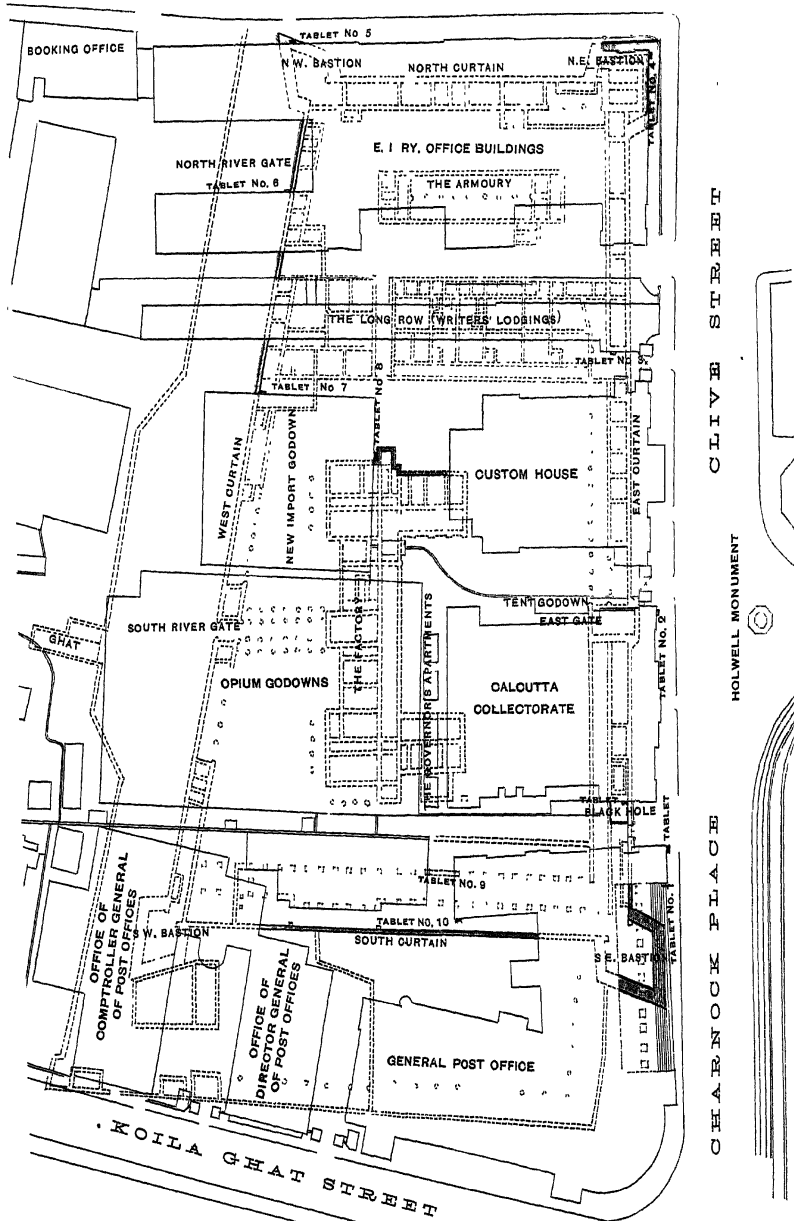 TABLET NO 5
BOOKING OFFICE
N W. BASTION
NORTH CURTAIN
N.E. BASTION
TABLET NO. 4
E. I RY. OFFICE BUILDINGS
NORTH RIVER GATE
TABLET NO. 6
THE ARMOURY
CLIVE STREET
THE LONG ROW (WRITERS' LODGINGS)
TABLET NO 3.
TABLET NO 7
TABLET NO 8
WEST CURTAIN
NEW IMPORT GODOWN
CUSTOM HOUSE
EAST CURTAIN
HOLWELL MONUMENT
TENT GODOWN
EAST GATE
TABLET NO. 2
SOUTH RIVER GATE
GHAT
THE FACTORY
THE GOVERNOR'S APARTMENTS
OPIUM GODOWNS
CALCUTTA
COLLECTORATE
TABLET
BLACK HOLE
TABLET
CHARNOCK PLACE
TABLET NO. 9
TABLET NO. 10
SOUTH CURTAIN
TABLET NO. 1
S. E. BASTION
S W. BASTION
OFFICE OF
COMPTROLLER GENERAL
OF POST OFFICES
OFFICE OF
DIRECTOR GENERAL
OF POST OFFICES
GENERAL POST OFFICE
KOILA GHAT STREET